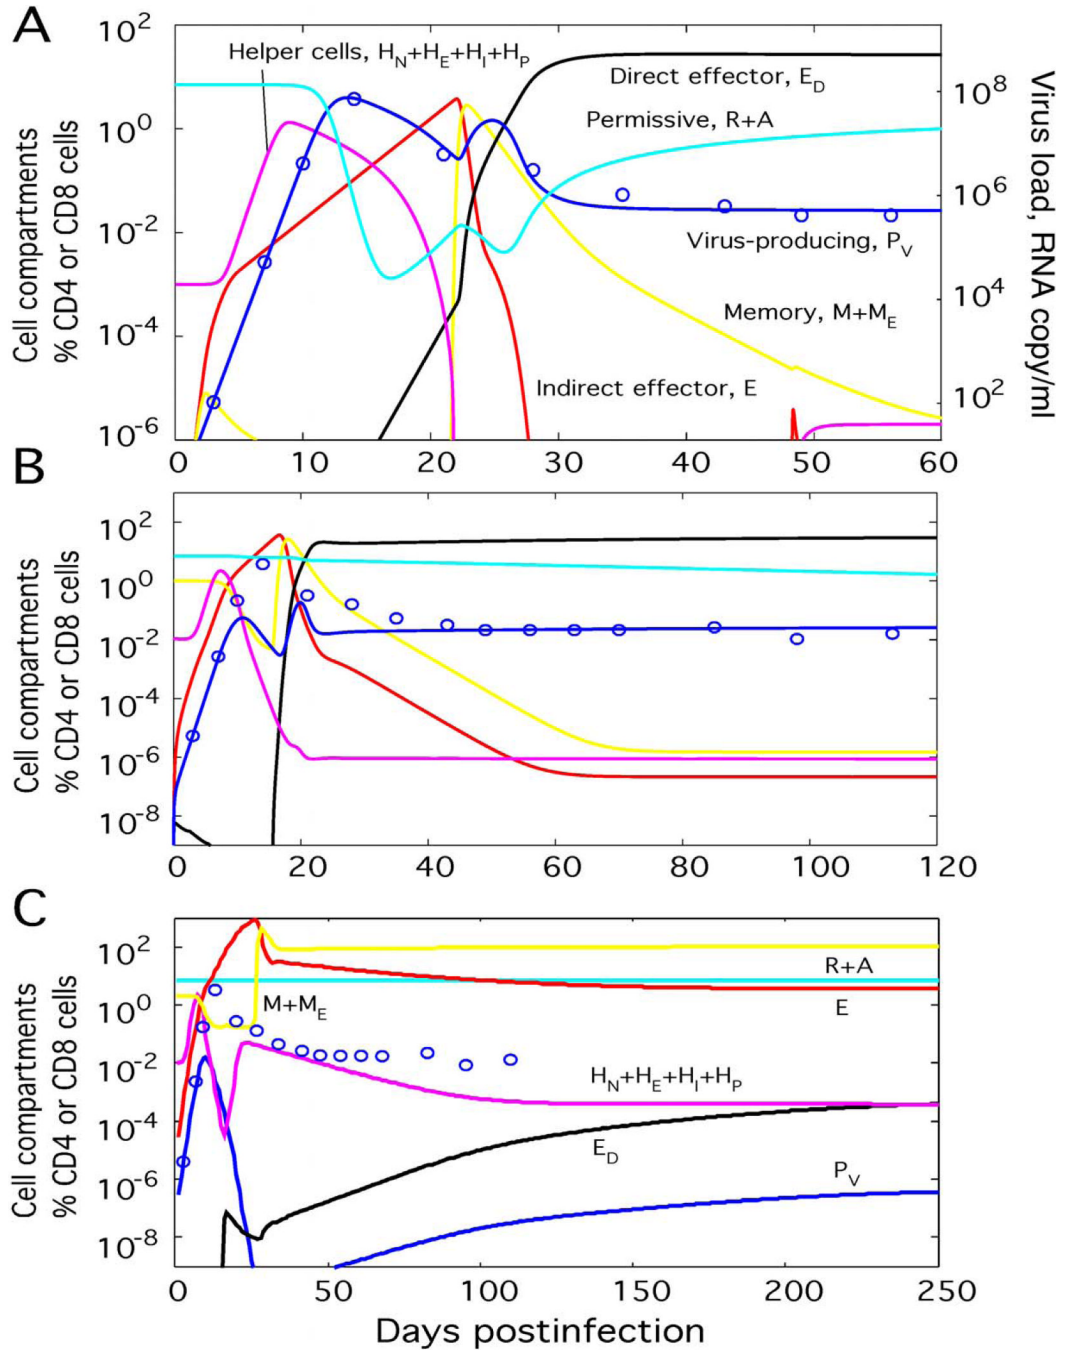 A
Helper cells, H_N+H_E+H_I+H_P
Direct effector, E_D
Permissive, R+A
Virus-producing, P_V
Memory, M+M_E
Indirect effector, E
10^2
10^0
10^-2
10^-4
10^-6
Cell compartments
% CD4 or CD8 cells
10^8
10^6
10^4
10^2
Virus load, RNA copy/ml
0 10 20 30 40 50 60
B
10^2
10^0
10^-2
10^-4
10^-6
10^-8
Cell compartments
% CD4 or CD8 cells
0 20 40 60 80 100 120
C
10^2
10^0
10^-2
10^-4
10^-6
10^-8
Cell compartments
% CD4 or CD8 cells
R+A
E
M+M_E
H_N+H_E+H_I+H_P
E_D
P_V
0 50 100 150 200 250
Days postinfection